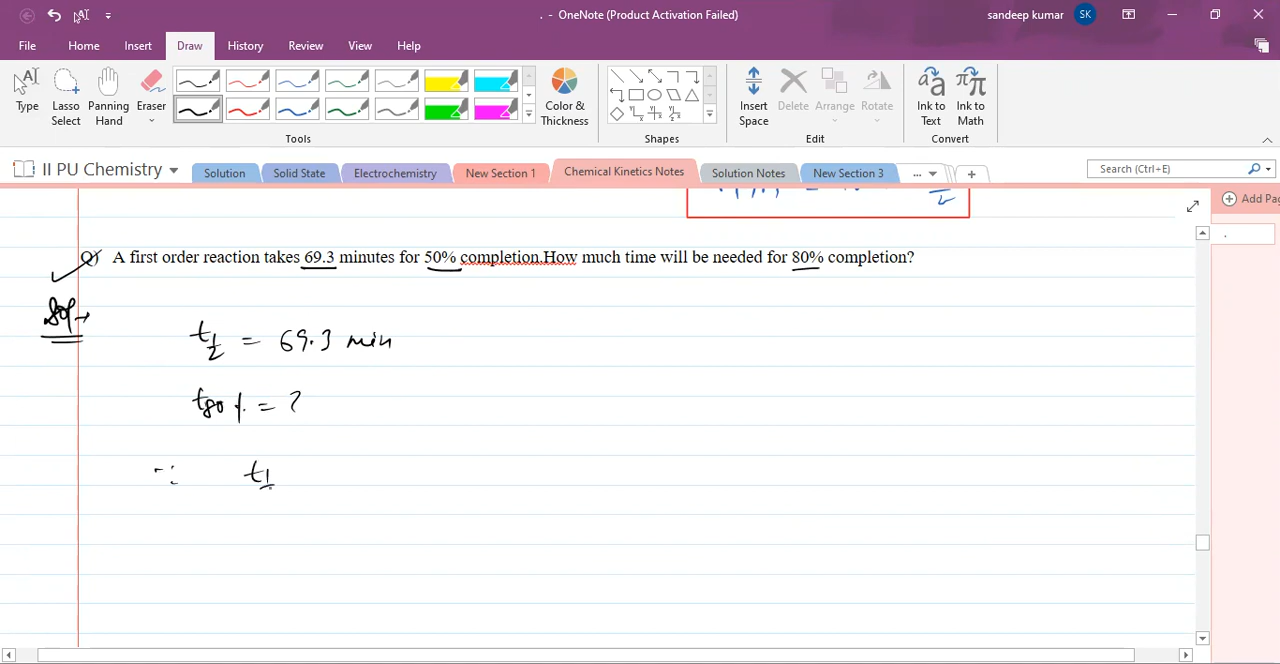 . - OneNote (Product Activation Failed)
sandeep kumar SK
File Home Insert Draw History Review View Help
Type Lasso Select Panning Hand Eraser Color & Thickness Insert Space Delete Arrange Rotate Ink to Text Ink to Math
Tools Shapes Edit Convert
II PU Chemistry Solution Solid State Electrochemistry New Section 1 Chemical Kinetics Notes Solution Notes New Section 3 ... + Search (Ctrl+E)
Add Pag
Q) A first order reaction takes 69.3 minutes for 50% completion.How much time will be needed for 80% completion?
Sol→
t1/2 = 69.3 min
t80% = ?
∵ t1